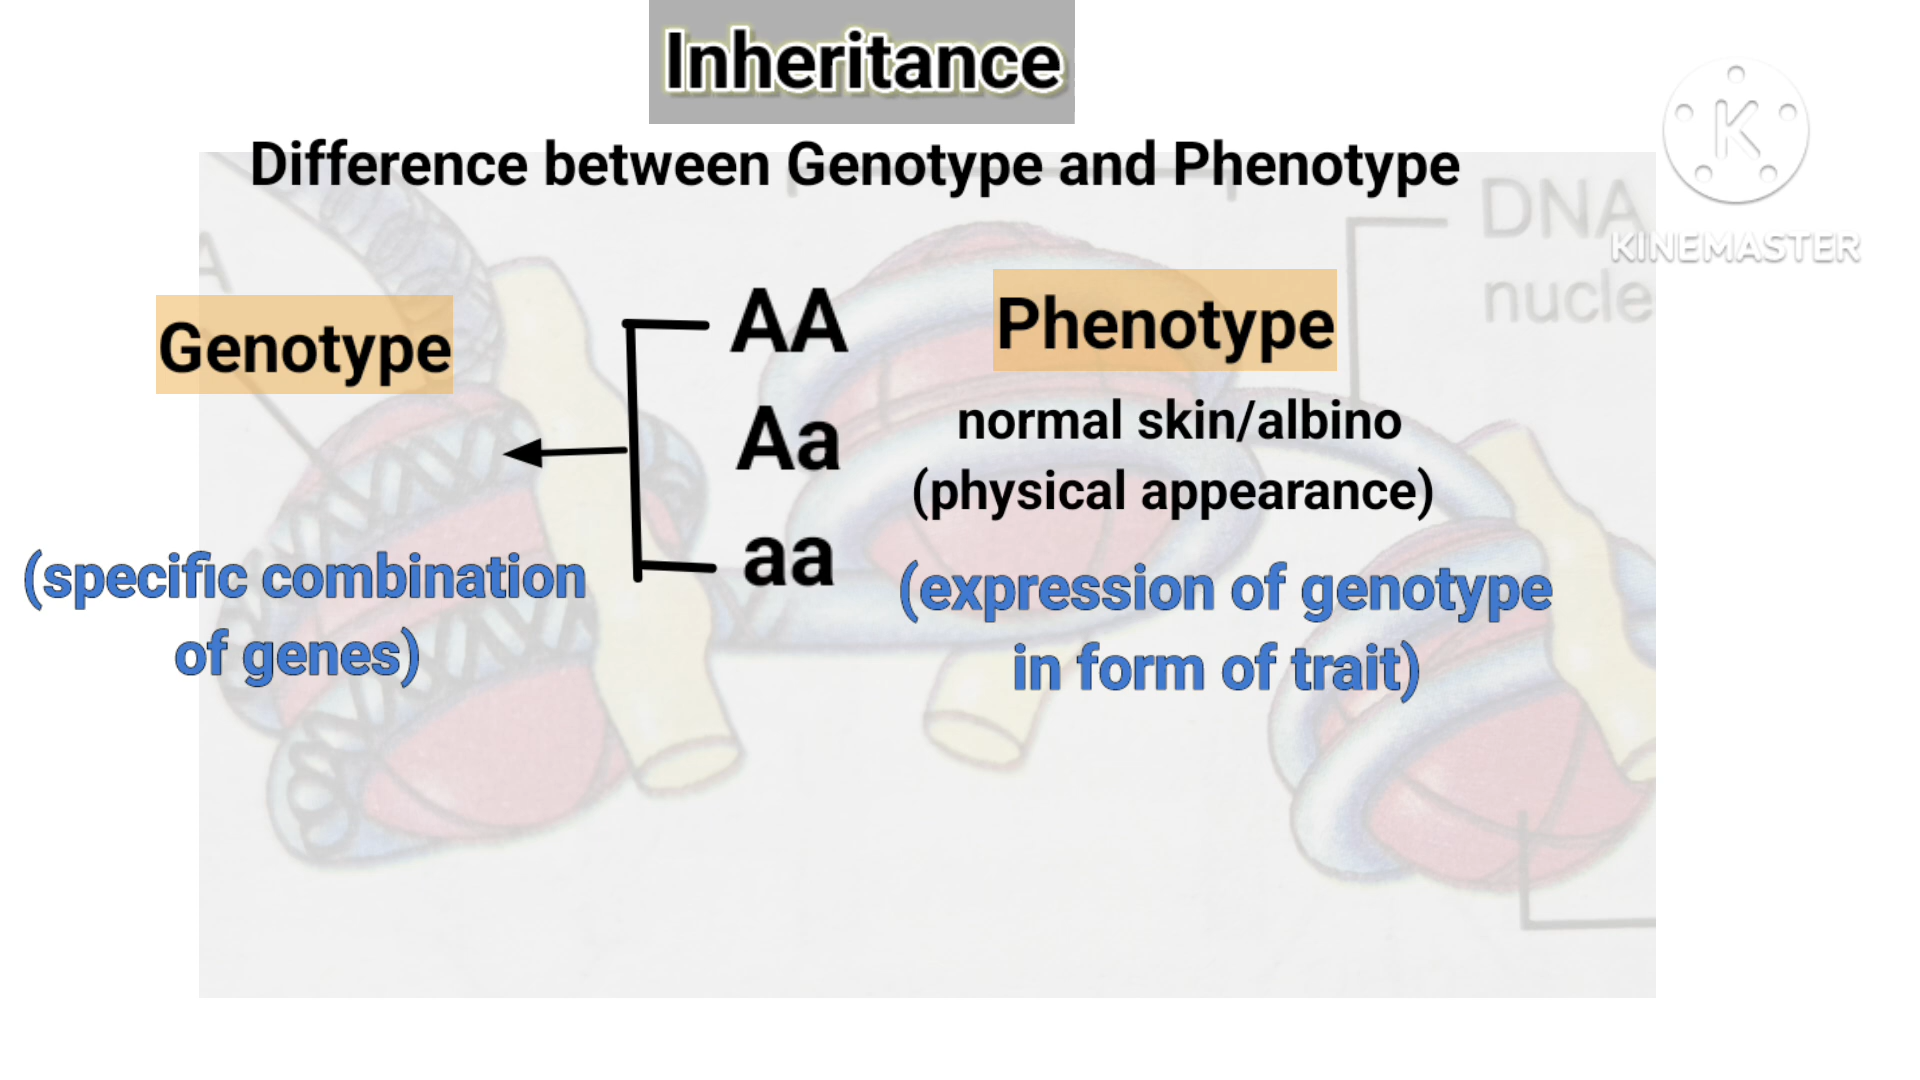 Inheritance
Difference between Genotype and Phenotype
DNA
nucle
KINEMASTER
Genotype
AA
Aa
aa
(specific combination
of genes)
Phenotype
normal skin/albino
(physical appearance)
(expression of genotype
in form of trait)